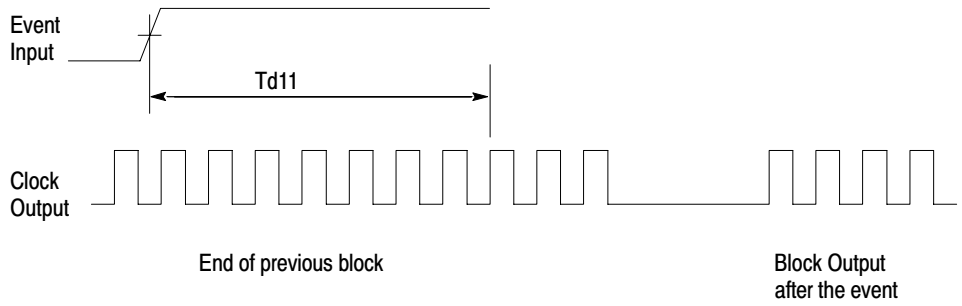 Event
Input
Td11
Clock
Output
End of previous block
Block Output
after the event